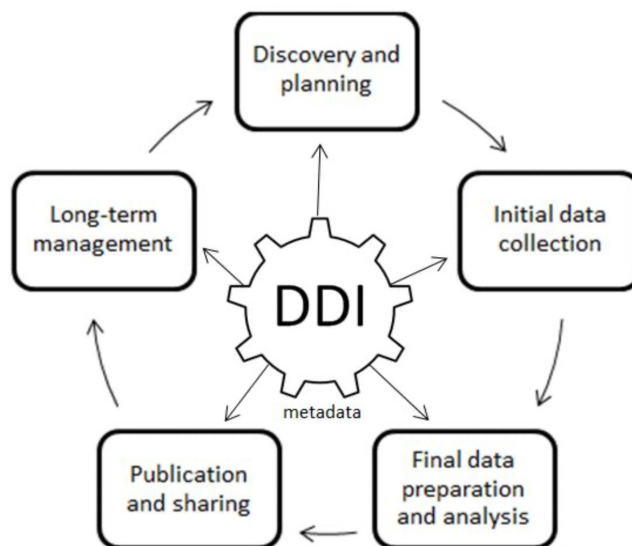 Discovery and
planning
Long-term
management
Initial data
collection
DDI
metadata
Publication
and sharing
Final data
preparation
and analysis